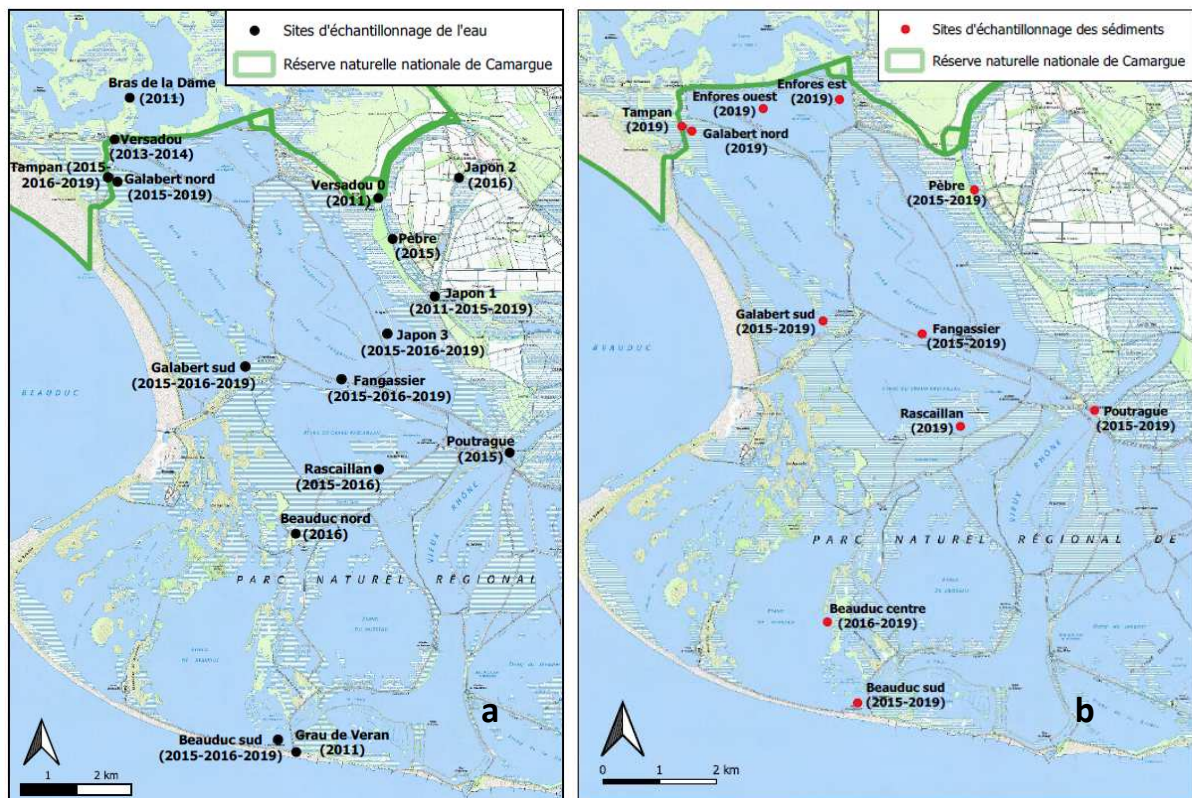 Sites d'échantillonnage de l'eau
Réserve naturelle nationale de Camargue
Bras de la Dame
(2011)
Versadou
(2013-2014)
Tampan (2015-
2016-2019)
Galabert nord
(2015-2019)
Versadou 0
(2011)
Japon 2
(2016)
Pèbre
(2015)
Japon 1
(2011-2015-2019)
Japon 3
(2015-2016-2019)
Galabert sud
(2015-2016-2019)
Fangassier
(2015-2016-2019)
BEAUDUC
Poutrague
(2015)
Rascaillan
(2015-2016)
VIEUX RHÔNE
Beauduc nord
(2016)
PARC NATUREL RÉGIONAL
Beauduc sud
(2015-2016-2019)
Grau de Veran
(2011)
a
1 2 km
Sites d'échantillonnage des sédiments
Réserve naturelle nationale de Camargue
Enfores est
(2019)
Enfores ouest
(2019)
Tampan
(2019)
Galabert nord
(2019)
Pèbre
(2015-2019)
Galabert sud
(2015-2019)
Fangassier
(2015-2019)
BEAUDUC
Rascaillan
(2019)
Poutrague
(2015-2019)
VIEUX RHÔNE
PARC NATUREL RÉGIONAL DE
Beauduc centre
(2016-2019)
Beauduc sud
(2015-2019)
b
0 1 2 km